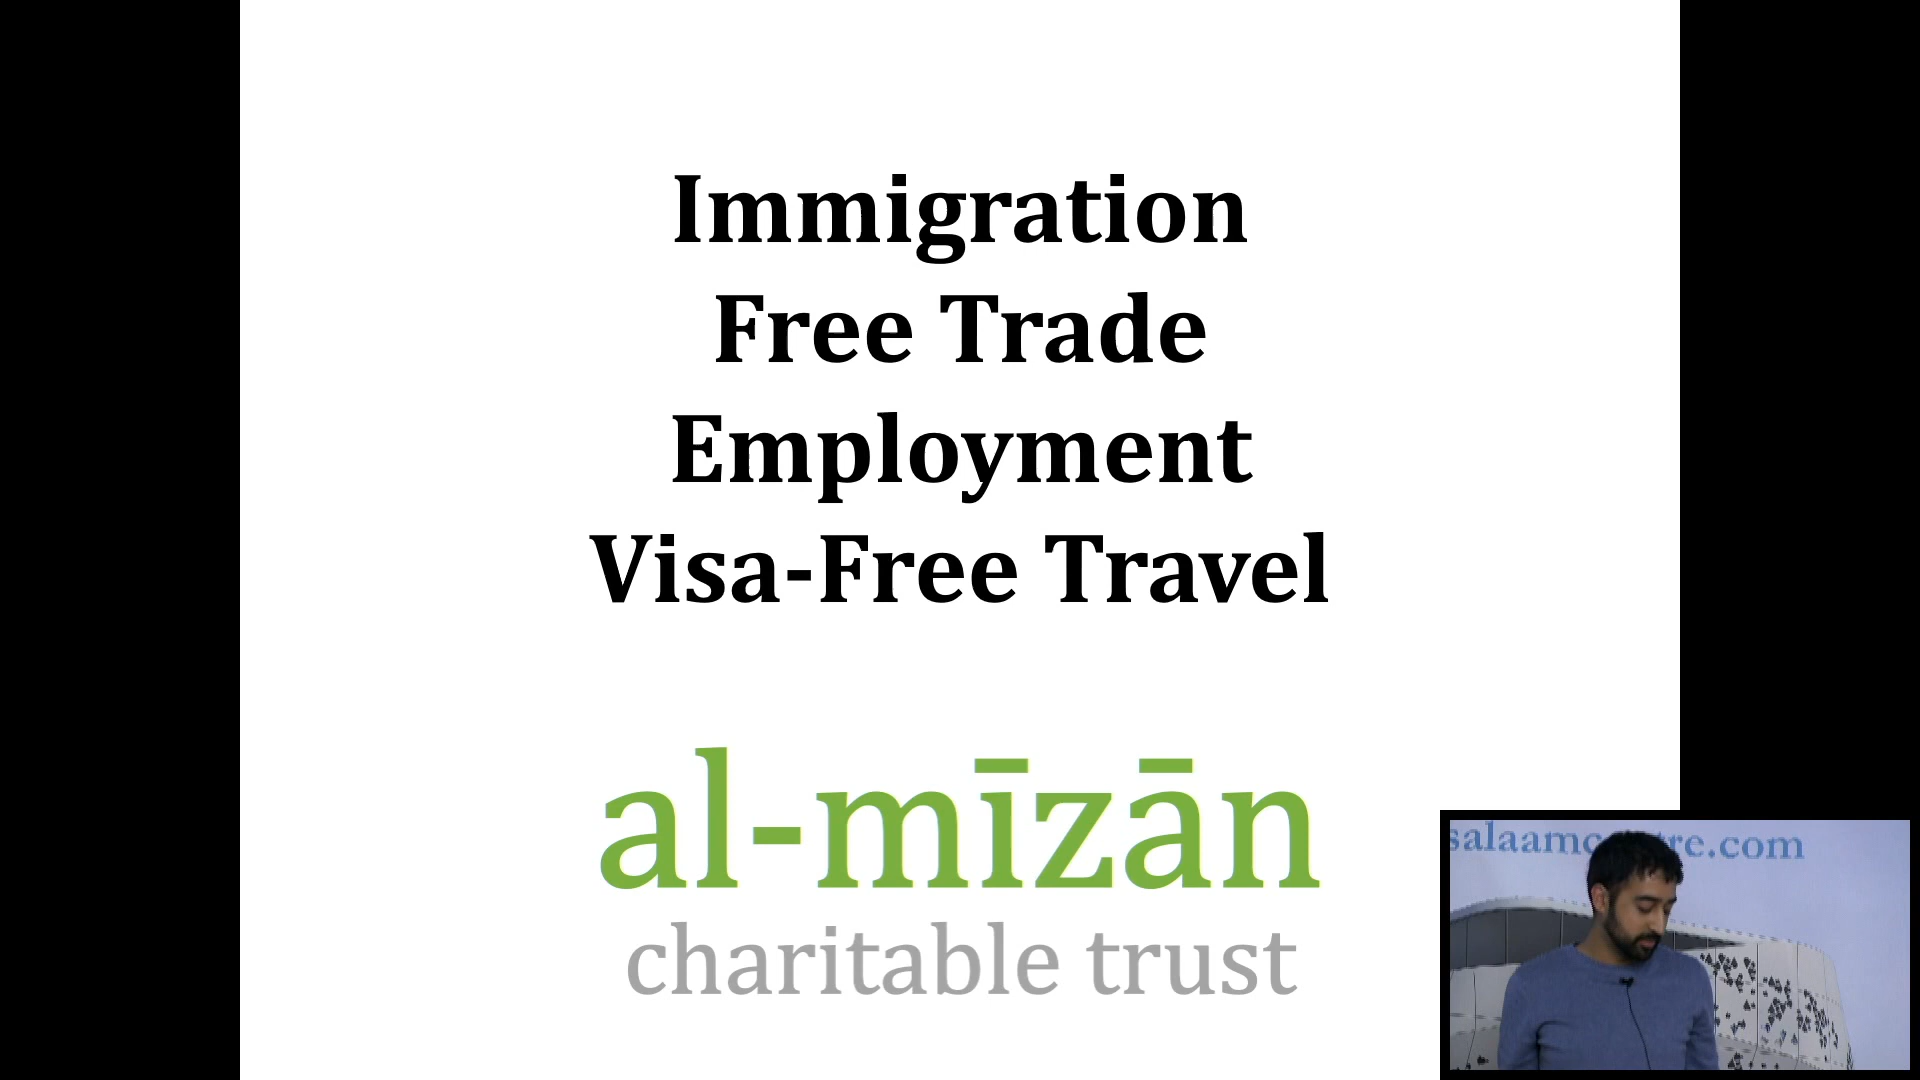 Immigration
Free Trade
Employment
Visa-Free Travel
al-mīzān
charitable trust